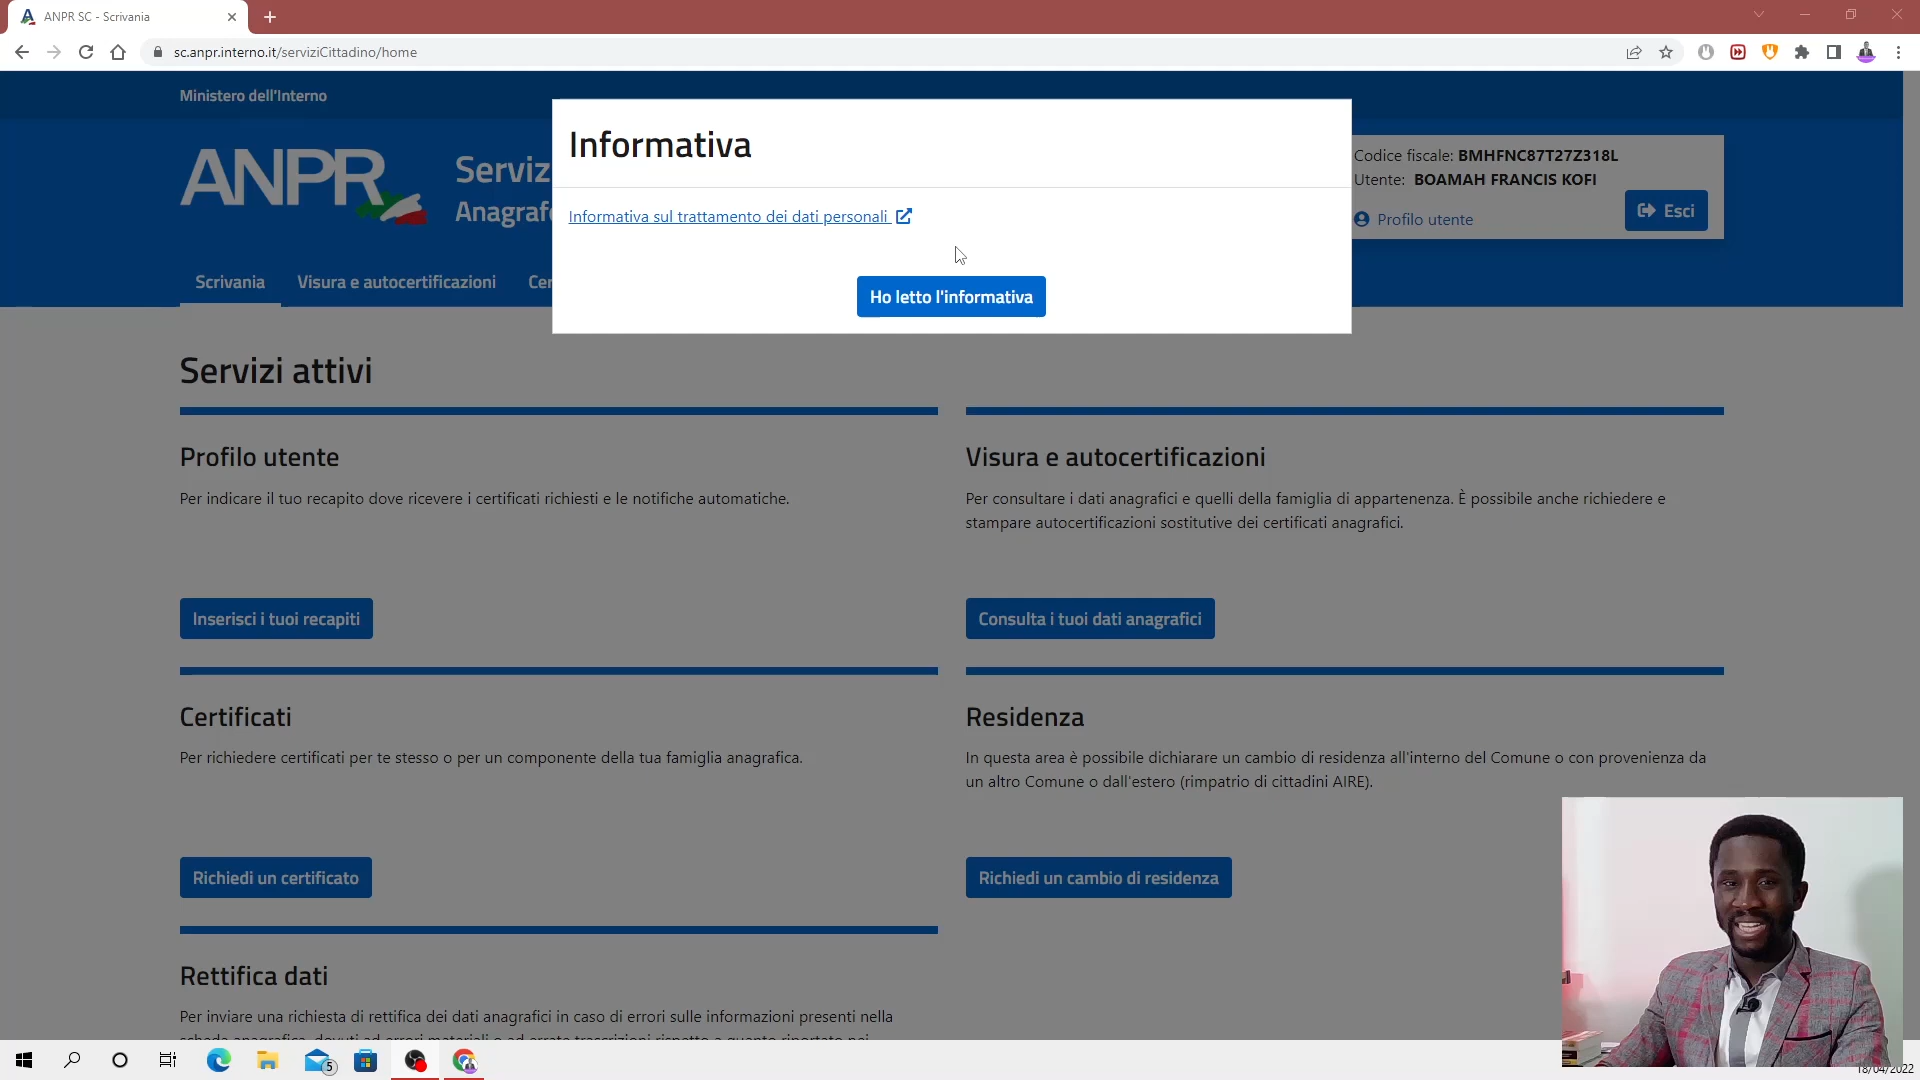 ANPR SC - Scrivania
sc.anpr.interno.it/serviziCittadino/home
Ministero dell'Interno
ANPR
Serviz
Anagraf
Informativa
Informativa sul trattamento dei dati personali
Ho letto l'informativa
Codice fiscale: BMHFNC87T27Z318L
Utente: BOAMAH FRANCIS KOFI
Profilo utente
Esci
Scrivania
Visura e autocertificazioni
Cer
Servizi attivi
Profilo utente
Per indicare il tuo recapito dove ricevere i certificati richiesti e le notifiche automatiche.
Inserisci i tuoi recapiti
Visura e autocertificazioni
Per consultare i dati anagrafici e quelli della famiglia di appartenenza. È possibile anche richiedere e
stampare autocertificazioni sostitutive dei certificati anagrafici.
Consulta i tuoi dati anagrafici
Certificati
Per richiedere certificati per te stesso o per un componente della tua famiglia anagrafica.
Richiedi un certificato
Residenza
In questa area è possibile dichiarare un cambio di residenza all'interno del Comune o con provenienza da
un altro Comune o dall'estero (rimpatrio di cittadini AIRE).
Richiedi un cambio di residenza
Rettifica dati
Per inviare una richiesta di rettifica dei dati anagrafici in caso di errori sulle informazioni presenti nella
5
18/04/2022